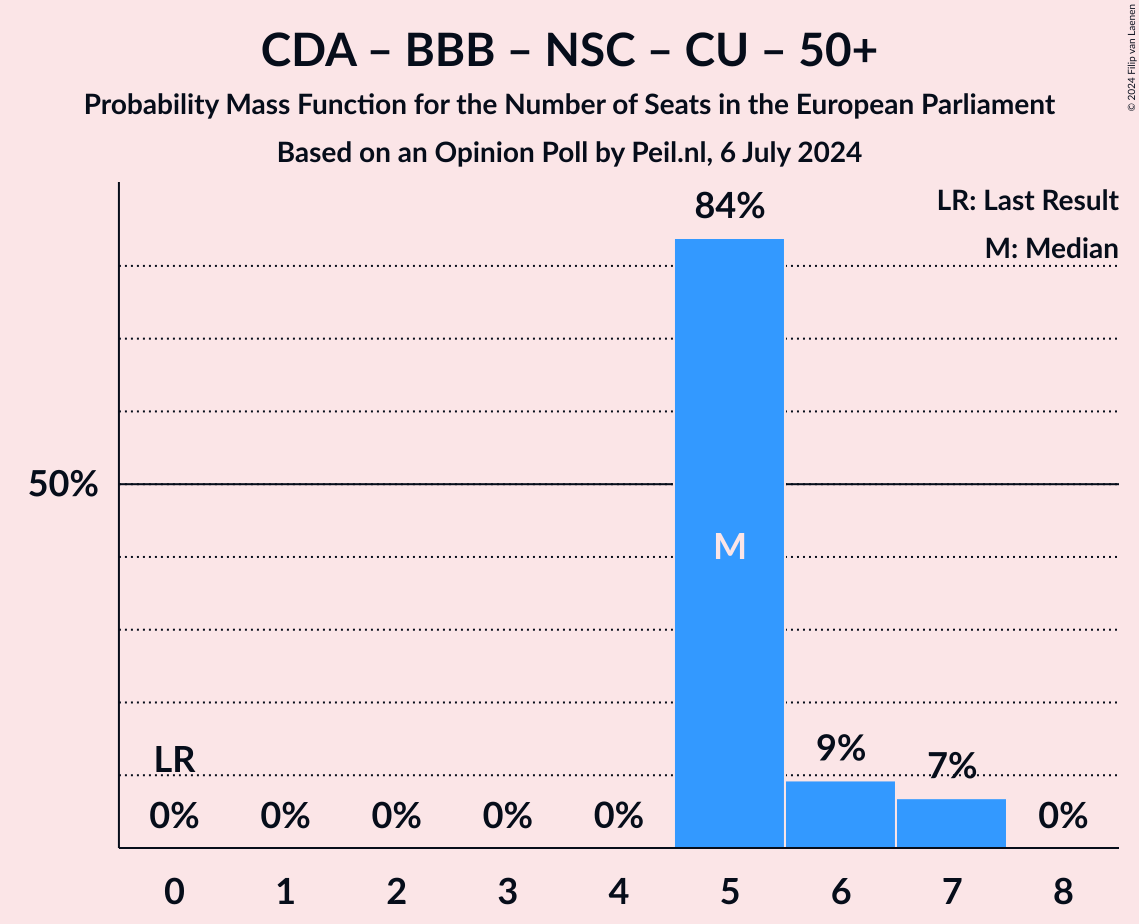 CDA – BBB – NSC – CU – 50+
Probability Mass Function for the Number of Seats in the European Parliament
Based on an Opinion Poll by Peil.nl, 6 July 2024
© 2024 Filip van Laenen
LR: Last Result
M: Median
84%
50%
M
LR
9%
7%
0% 0% 0% 0% 0% 0%
0 1 2 3 4 5 6 7 8